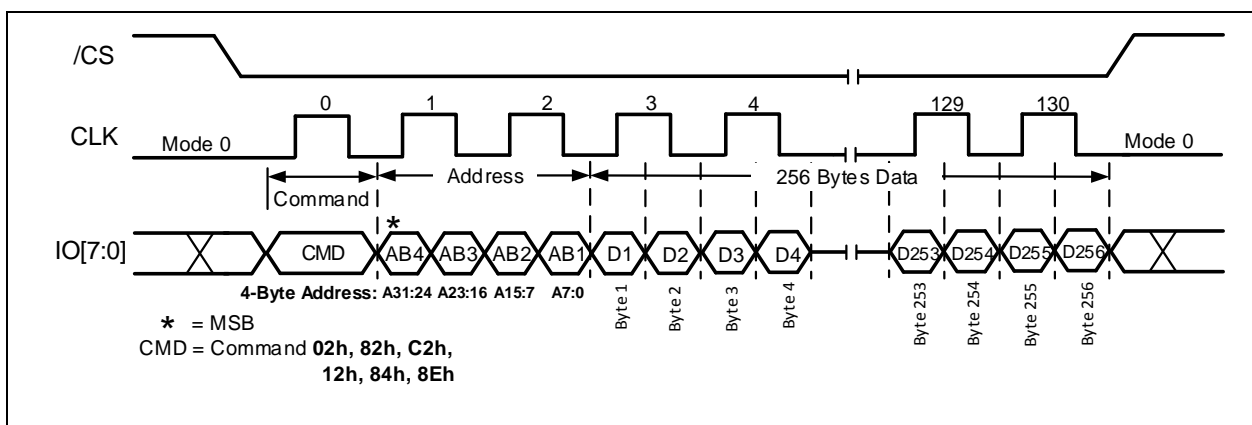 /CS
0 1 2 3 4 129 130
CLK
Mode 0 Mode 0
Command Address 256 Bytes Data
*
IO[7:0] CMD AB4 AB3 AB2 AB1 D1 D2 D3 D4 D253 D254 D255 D256
4-Byte Address: A31:24 A23:16 A15:7 A7:0
Byte 1 Byte 2 Byte 3 Byte 4 Byte 253 Byte 254 Byte 255 Byte 256
* = MSB
CMD = Command 02h, 82h, C2h,
12h, 84h, 8Eh